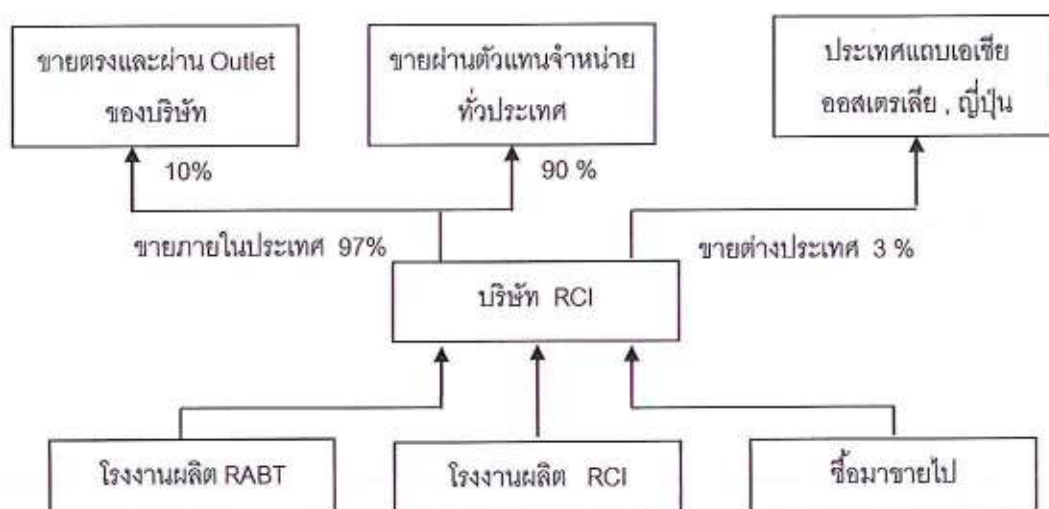 ขายตรงและผ่าน Outlet
ของบริษัท
ขายผ่านตัวแทนจำหน่าย
ทั่วประเทศ
ประเทศแถบเอเซีย
ออสเตรเลีย , ญี่ปุ่น
10%
90 %
ขายภายในประเทศ 97%
ขายต่างประเทศ 3 %
บริษัท RCI
โรงงานผลิต RABT
โรงงานผลิต RCI
ซื้อมาขายไป